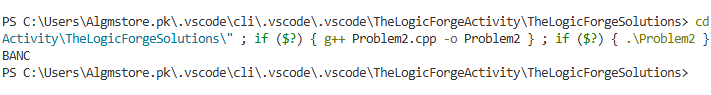 PS C:\Users\Algmstore.pk\.vscode\cli\.vscode\.vscode\TheLogicForgeActivity\TheLogicForgeSolutions> cd
Activity\TheLogicForgeSolutions\" ; if ($?) { g++ Problem2.cpp -o Problem2 } ; if ($?) { .\Problem2 }
BANC
PS C:\Users\Algmstore.pk\.vscode\cli\.vscode\.vscode\TheLogicForgeActivity\TheLogicForgeSolutions>